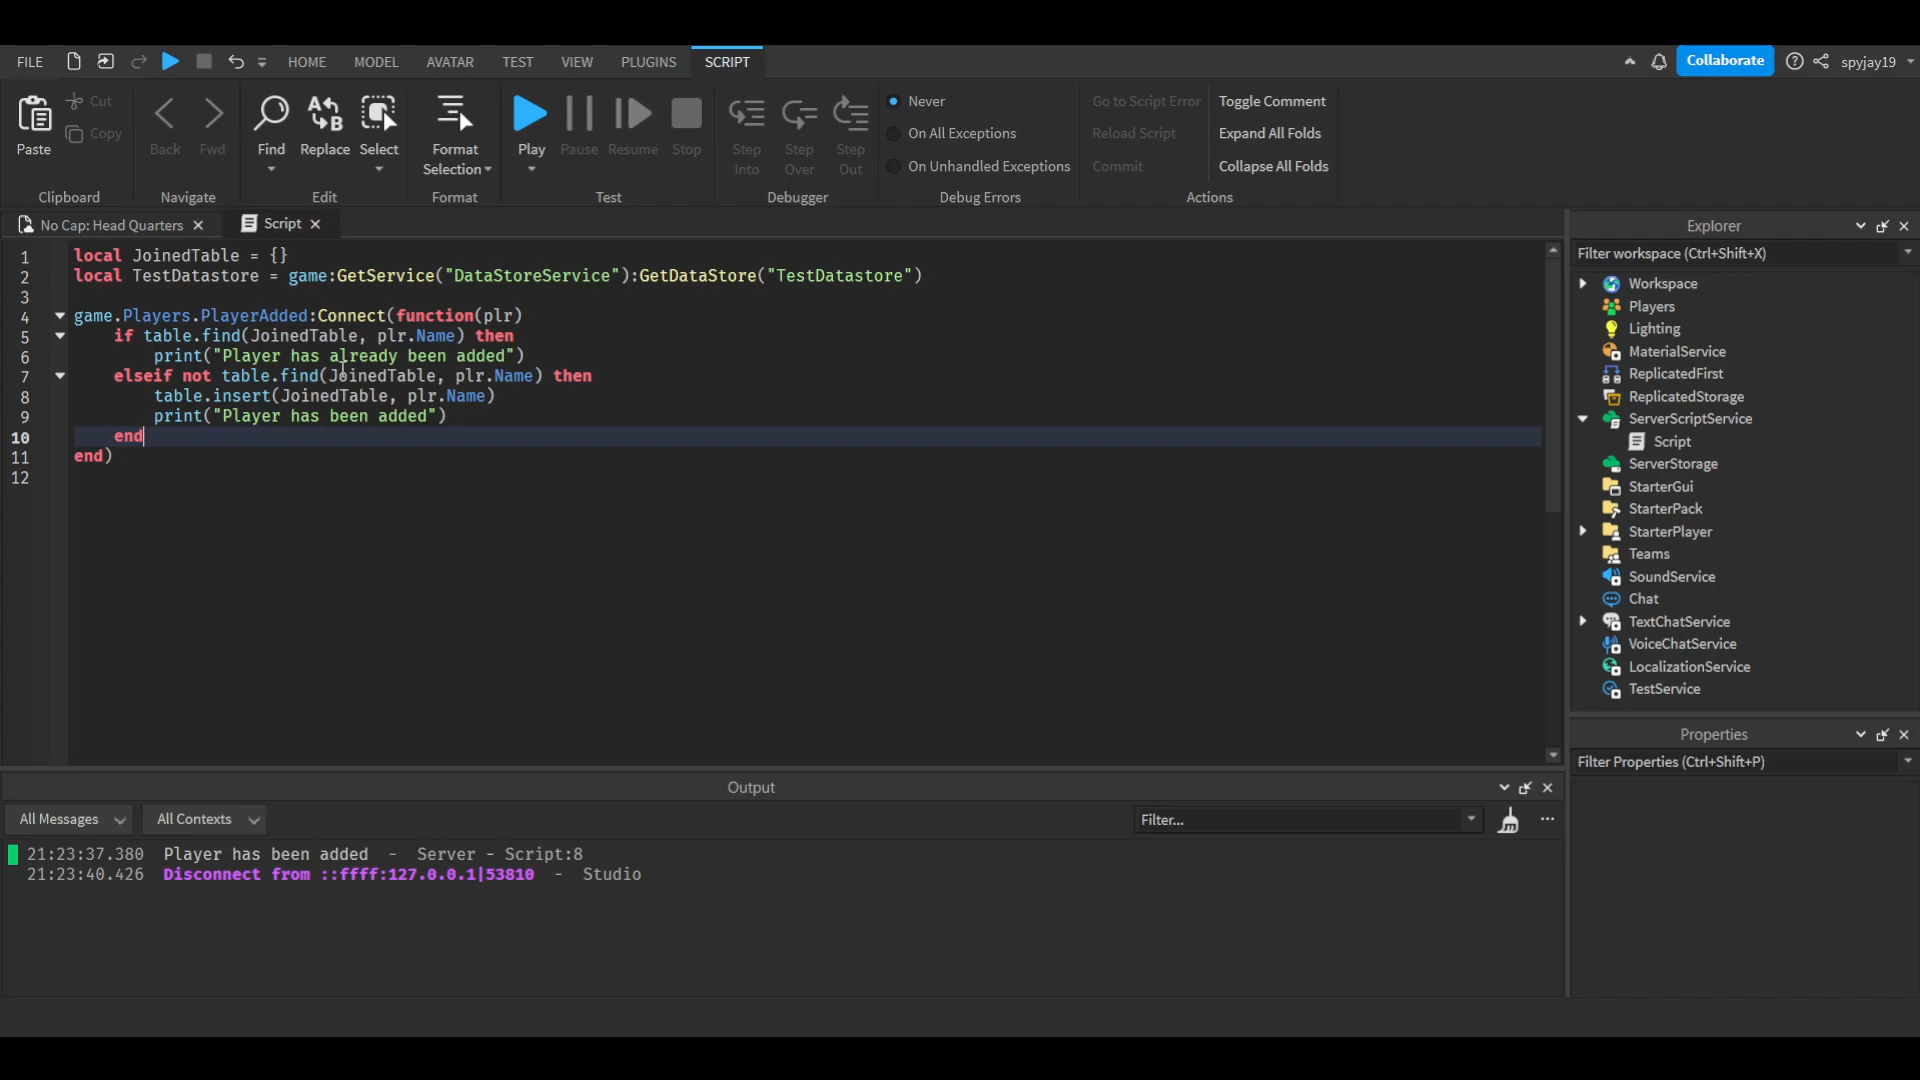 FILE HOME MODEL AVATAR TEST VIEW PLUGINS SCRIPT Collaborate spyjay19
Paste Cut Copy Back Fwd Find Replace Select Format Selection Play Pause Resume Stop Step Into Step Over Step Out
Never
On All Exceptions
On Unhandled Exceptions
Go to Script Error
Reload Script
Commit
Toggle Comment
Expand All Folds
Collapse All Folds
Clipboard Navigate Edit Format Test Debugger Debug Errors Actions
No Cap: Head Quarters Script
1 local JoinedTable = {}
2 local TestDatastore = game:GetService("DataStoreService"):GetDataStore("TestDatastore")
3
4 game.Players.PlayerAdded:Connect(function(plr)
5 if table.find(JoinedTable, plr.Name) then
6 print("Player has already been added")
7 elseif not table.find(JoinedTable, plr.Name) then
8 table.insert(JoinedTable, plr.Name)
9 print("Player has been added")
10 end
11 end)
12
Explorer
Filter workspace (Ctrl+Shift+X)
Workspace
Players
Lighting
MaterialService
ReplicatedFirst
ReplicatedStorage
ServerScriptService
Script
ServerStorage
StarterGui
StarterPack
StarterPlayer
Teams
SoundService
Chat
TextChatService
VoiceChatService
LocalizationService
TestService
Properties
Filter Properties (Ctrl+Shift+P)
Output
All Messages All Contexts Filter... ...
21:23:37.380 Player has been added - Server - Script:8
21:23:40.426 Disconnect from ::ffff:127.0.0.1|53810 - Studio